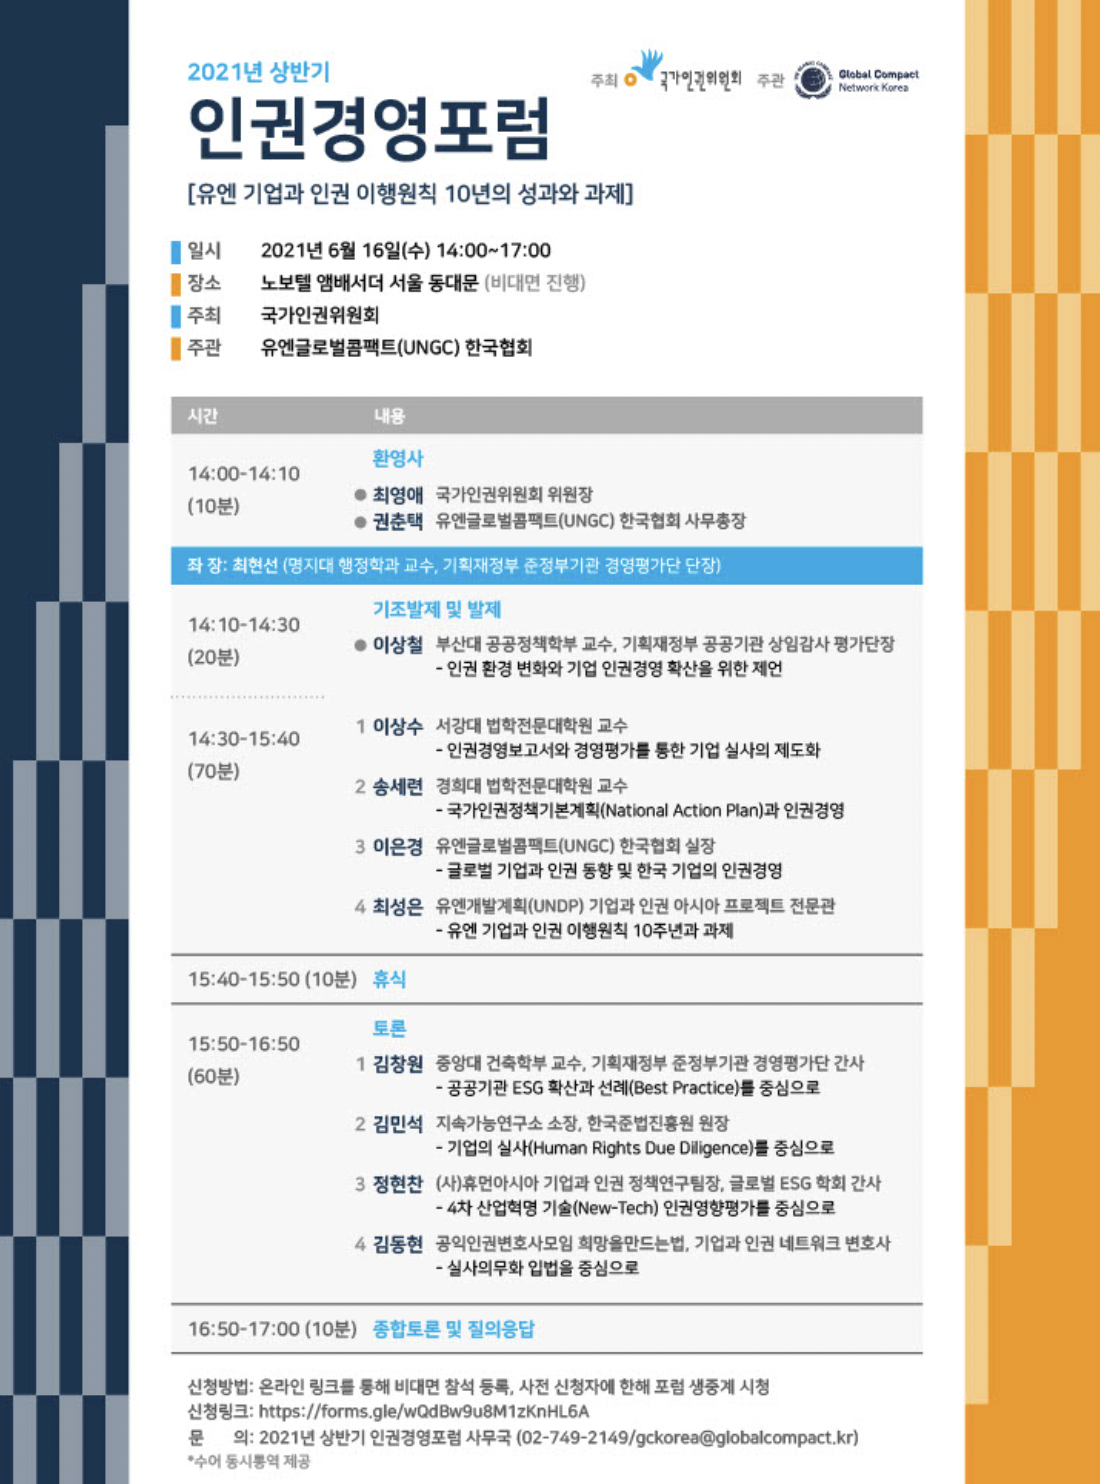 2021년 상반기
인권경영포럼
주최 국가인권위원회 주관 Global Compact
Network Korea
[유엔 기업과 인권 이행원칙 10년의 성과와 과제]
일시 2021년 6월 16일(수) 14:00~17:00
장소 노보텔 앰배서더 서울 동대문 (비대면 진행)
주최 국가인권위원회
주관 유엔글로벌콤팩트(UNGC) 한국협회
시간 내용
환영사
14:00-14:10
(10분)
최영애 국가인권위원회 위원장
권춘택 유엔글로벌콤팩트(UNGC) 한국협회 사무총장
좌 장: 최현선 (명지대 행정학과 교수, 기획재정부 준정부기관 경영평가단 단장)
기조발제 및 발제
14:10-14:30
(20분)
이상철 부산대 공공정책학부 교수, 기획재정부 공공기관 상임감사 평가단장
- 인권 환경 변화와 기업 인권경영 확산을 위한 제언
14:30-15:40
(70분)
1 이상수 서강대 법학전문대학원 교수
- 인권경영보고서와 경영평가를 통한 기업 실사의 제도화
2 송세련 경희대 법학전문대학원 교수
- 국가인권정책기본계획(National Action Plan)과 인권경영
3 이은경 유엔글로벌콤팩트(UNGC) 한국협회 실장
- 글로벌 기업과 인권 동향 및 한국 기업의 인권경영
4 최성은 유엔개발계획(UNDP) 기업과 인권 아시아 프로젝트 전문관
- 유엔 기업과 인권 이행원칙 10주년과 과제
15:40-15:50 (10분) 휴식
토론
15:50-16:50
(60분)
1 김창원 중앙대 건축학부 교수, 기획재정부 준정부기관 경영평가단 간사
- 공공기관 ESG 확산과 선례(Best Practice)를 중심으로
2 김민석 지속가능연구소 소장, 한국준법진흥원 원장
- 기업의 실사(Human Rights Due Diligence)를 중심으로
3 정현찬 (사)휴먼아시아 기업과 인권 정책연구팀장, 글로벌 ESG 학회 간사
- 4차 산업혁명 기술(New-Tech) 인권영향평가를 중심으로
4 김동현 공익인권변호사모임 희망을만드는법, 기업과 인권 네트워크 변호사
- 실사의무화 입법을 중심으로
16:50-17:00 (10분) 종합토론 및 질의응답
신청방법: 온라인 링크를 통해 비대면 참석 등록, 사전 신청자에 한해 포럼 생중계 시청
신청링크: https://forms.gle/wQdBw9u8M1zKnHL6A
문 의: 2021년 상반기 인권경영포럼 사무국 (02-749-2149/gckorea@globalcompact.kr)
*수어 동시통역 제공